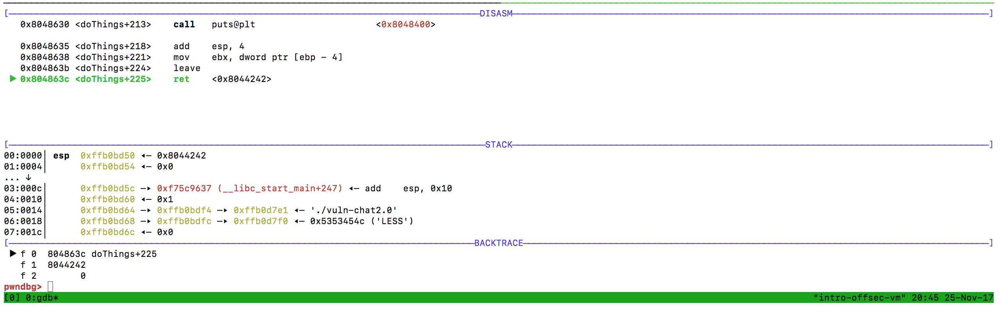 [DISASM]
0x8048630 <doThings+213> call puts@plt <0x8048400>
0x8048635 <doThings+218> add esp, 4
0x8048638 <doThings+221> mov ebx, dword ptr [ebp - 4]
0x804863b <doThings+224> leave
► 0x804863c <doThings+225> ret <0x8044242>
[STACK]
00:0000│ esp 0xffb0bd50 ◂— 0x8044242
01:0004│ 0xffb0bd54 ◂— 0x0
... ↓
03:000c│ 0xffb0bd5c —▸ 0xf75c9637 (__libc_start_main+247) ◂— add esp, 0x10
04:0010│ 0xffb0bd60 ◂— 0x1
05:0014│ 0xffb0bd64 —▸ 0xffb0bdf4 —▸ 0xffb0d7e1 ◂— './vuln-chat2.0'
06:0018│ 0xffb0bd68 —▸ 0xffb0bdfc —▸ 0xffb0d7f0 ◂— 0x5353454c ('LESS')
07:001c│ 0xffb0bd6c ◂— 0x0
[BACKTRACE]
► f 0 804863c doThings+225
f 1 8044242
f 2 0
pwndbg>
[0] 0:gdb* "intro-offsec-vm" 20:45 25-Nov-17